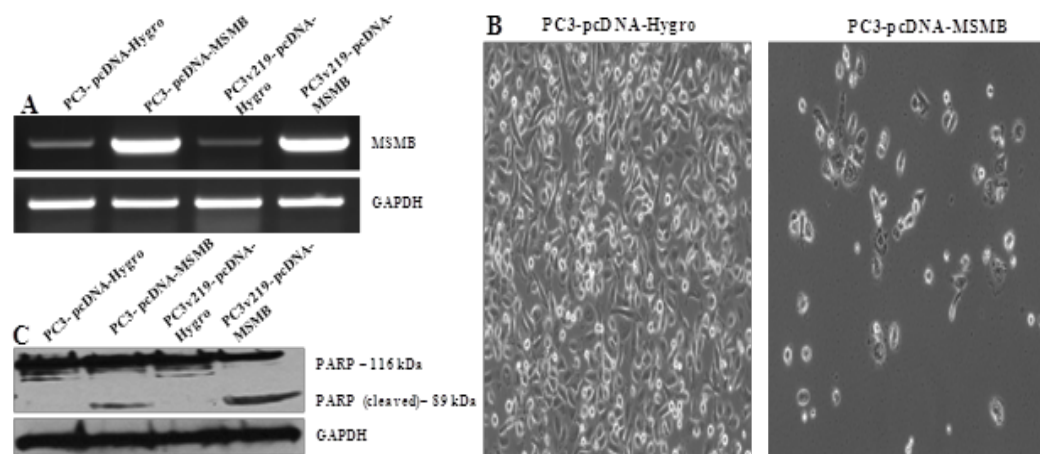 A
PC3- pcDNA-Hygro
PC3- pcDNA-MSMB
PC3v219- pcDNA-
Hygro
PC3v219- pcDNA-
MSMB
MSMB
GAPDH
B
PC3-pcDNA-Hygro
PC3-pcDNA-MSMB
C
PC3- pcDNA-Hygro
PC3- pcDNA-MSMB
PC3v219- pcDNA-
Hygro
PC3v219- pcDNA-
MSMB
PARP – 116 kDa
PARP (cleaved)– 89 kDa
GAPDH